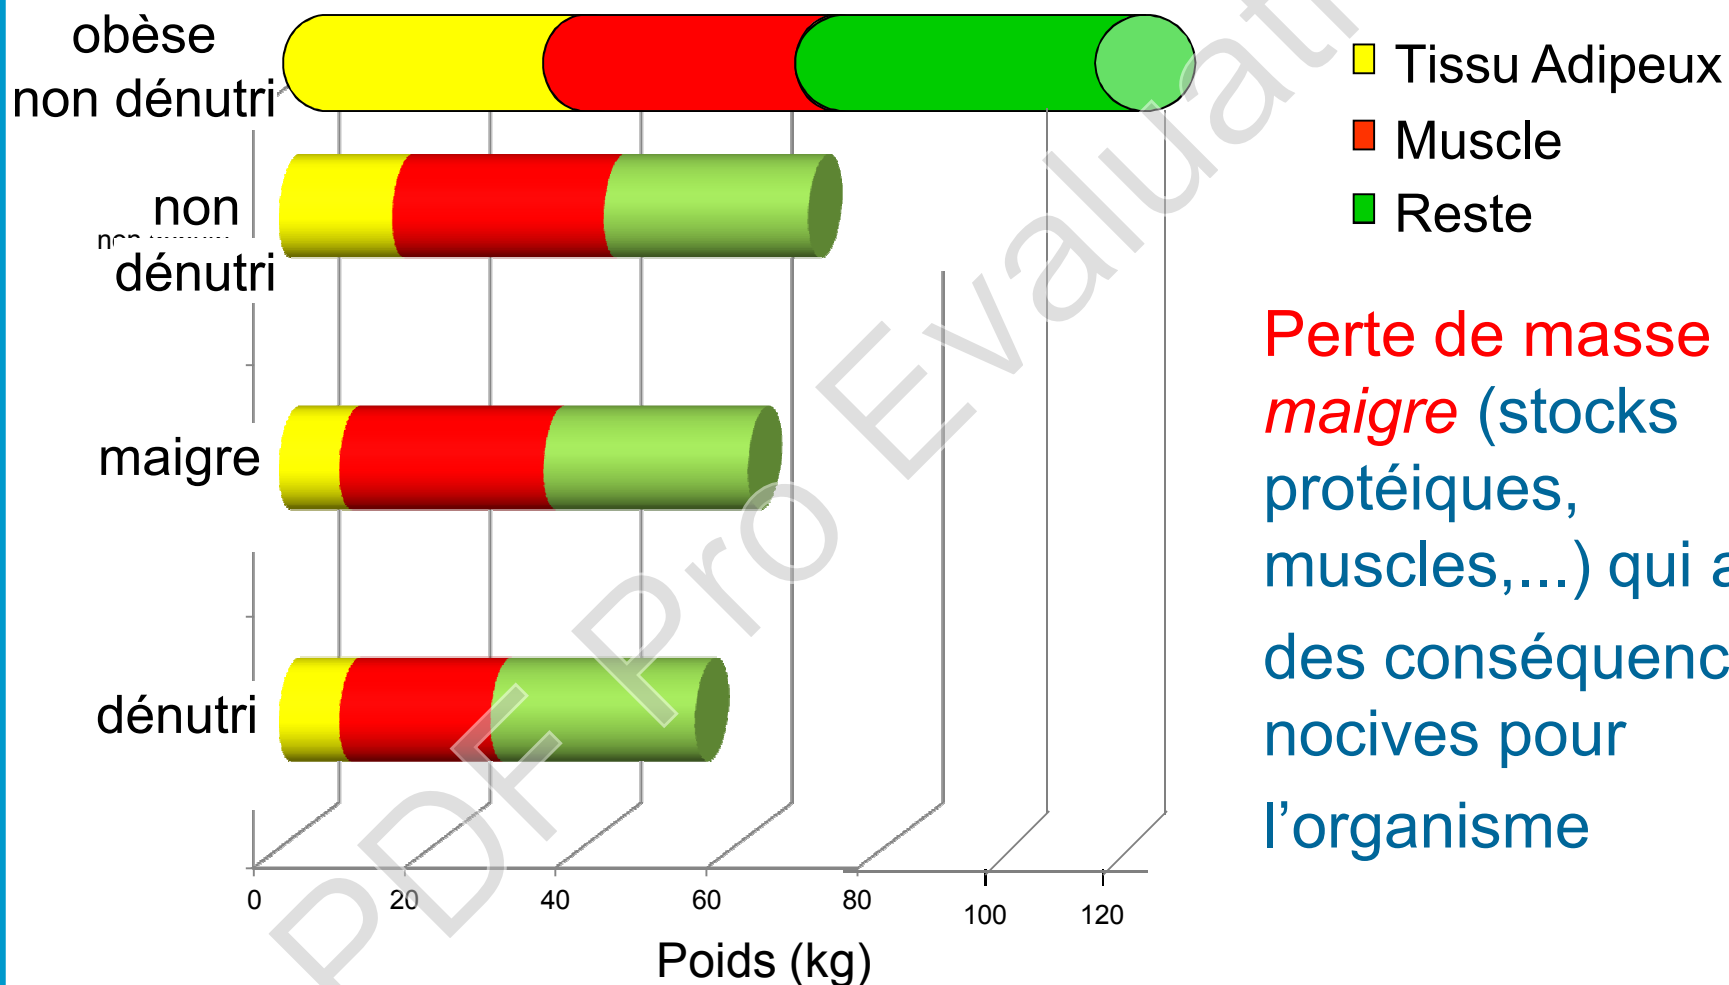 obèse
non dénutri
non
dénutri
maigre
dénutri
0 20 40 60 80 100 120
Poids (kg)
Tissu Adipeux
Muscle
Reste
Perte de masse
maigre (stocks
protéiques,
muscles,...) qui a
des conséquenc
nocives pour
l’organisme
PDF Pro Evaluati